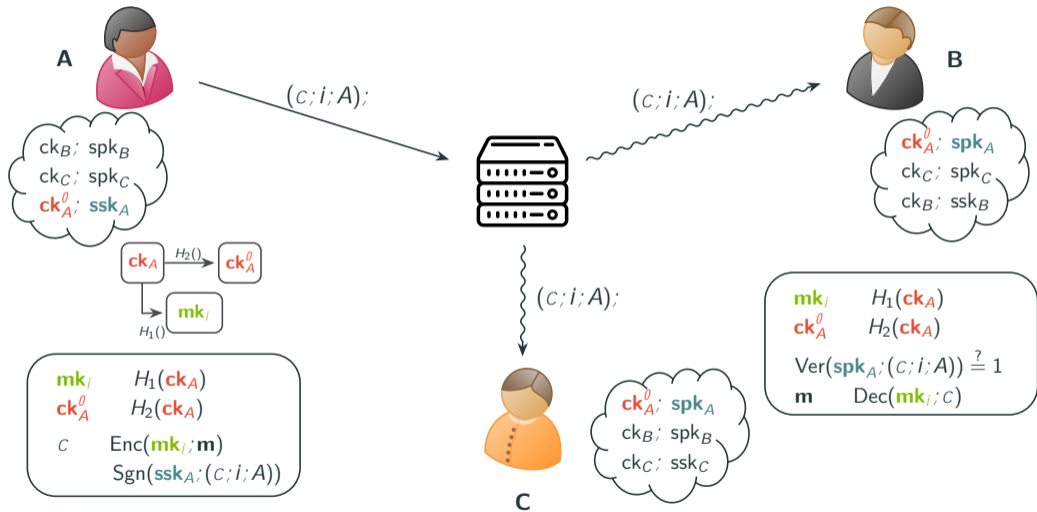 A
B
(c; i; A);
(c; i; A);
ck_B; spk_B
ck_C; spk_C
ck_A^0; ssk_A
ck_A^0; spk_A
ck_C; spk_C
ck_B; ssk_B
ck_A H_2() ck_A^0
mk_i
H_1()
(c; i; A);
mk_i H_1(ck_A)
ck_A^0 H_2(ck_A)
Ver(spk_A; (c; i; A)) ?= 1
m Dec(mk_i; c)
mk_i H_1(ck_A)
ck_A^0 H_2(ck_A)
c Enc(mk_i; m)
Sgn(ssk_A; (c; i; A))
ck_A^0; spk_A
ck_B; spk_B
ck_C; ssk_C
C